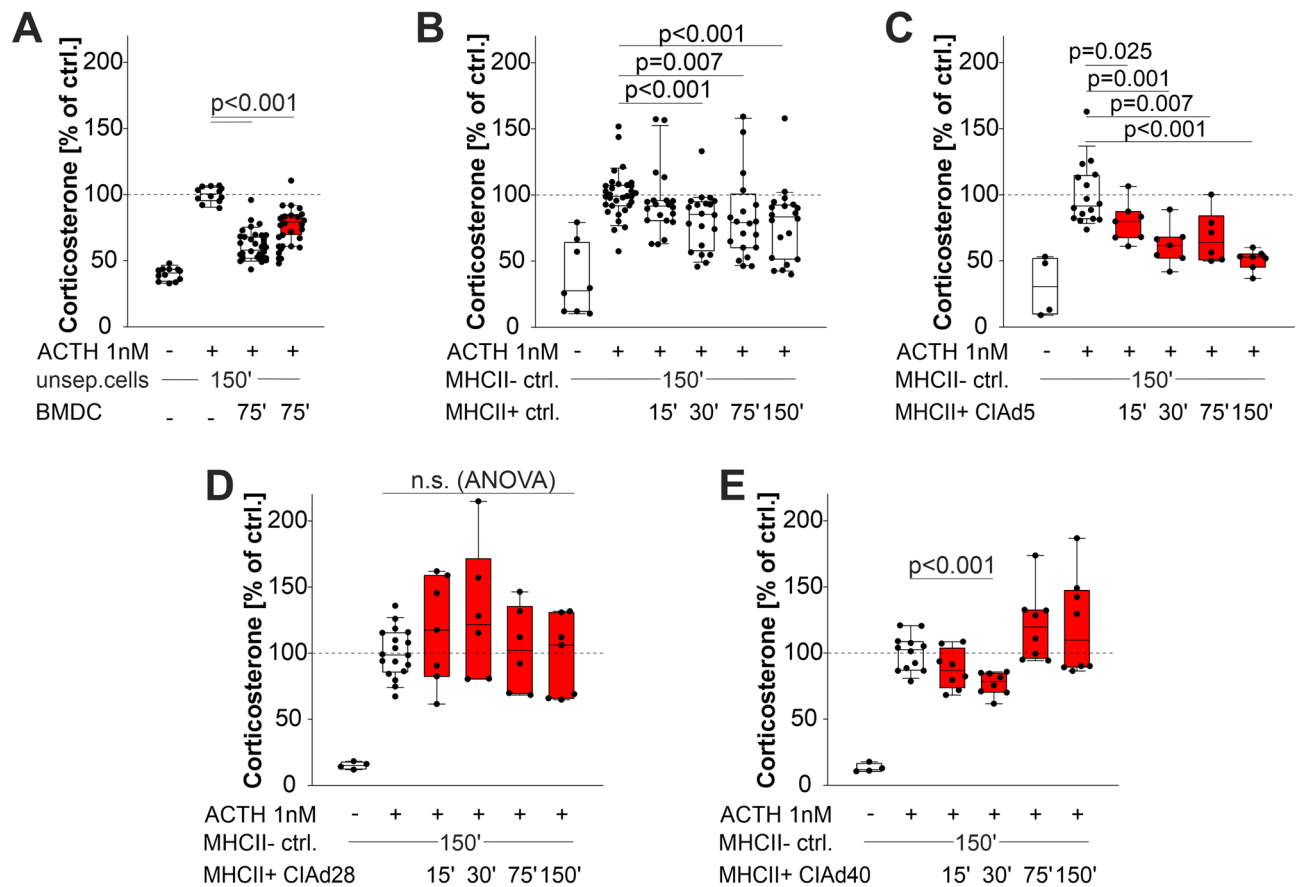 A
Corticosterone [% of ctrl.]
200
150
100
50
0
p<0.001
ACTH 1nM - + + +
unsep.cells 150'
BMDC - - 75' 75'
B
Corticosterone [% of ctrl.]
200
150
100
50
0
p<0.001
p=0.007
p<0.001
ACTH 1nM - + + + + +
MHCII- ctrl. 150'
MHCII+ ctrl. 15' 30' 75' 150'
C
Corticosterone [% of ctrl.]
200
150
100
50
0
p=0.025
p=0.001
p=0.007
p<0.001
ACTH 1nM - + + + + +
MHCII- ctrl. 150'
MHCII+ ClAd5 15' 30' 75' 150'
D
Corticosterone [% of ctrl.]
200
150
100
50
0
n.s. (ANOVA)
ACTH 1nM - + + + + +
MHCII- ctrl. 150'
MHCII+ ClAd28 15' 30' 75' 150'
E
Corticosterone [% of ctrl.]
200
150
100
50
0
p<0.001
ACTH 1nM - + + + + +
MHCII- ctrl. 150'
MHCII+ ClAd40 15' 30' 75' 150'